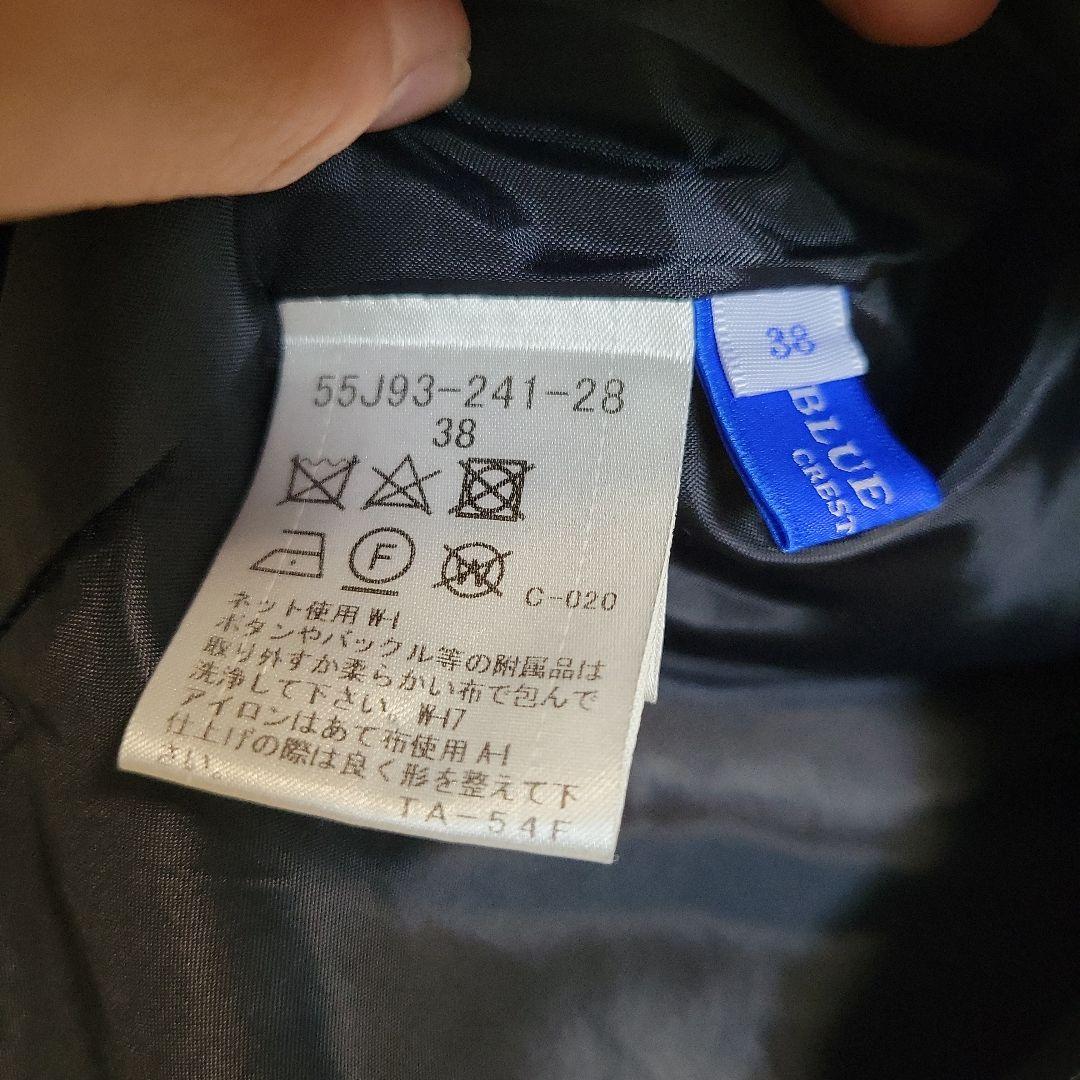 55J93-241-28
38
F
W
C-020
ネット使用 W-1
ボタンやバックル等の附属品は
取り外すか柔らかい布で包んで
洗浄して下さい。W-17
アイロンはあて布使用 A-1
仕上げの際は良く形を整えて下
さい。
TA-54F
38
BLUE
CREST